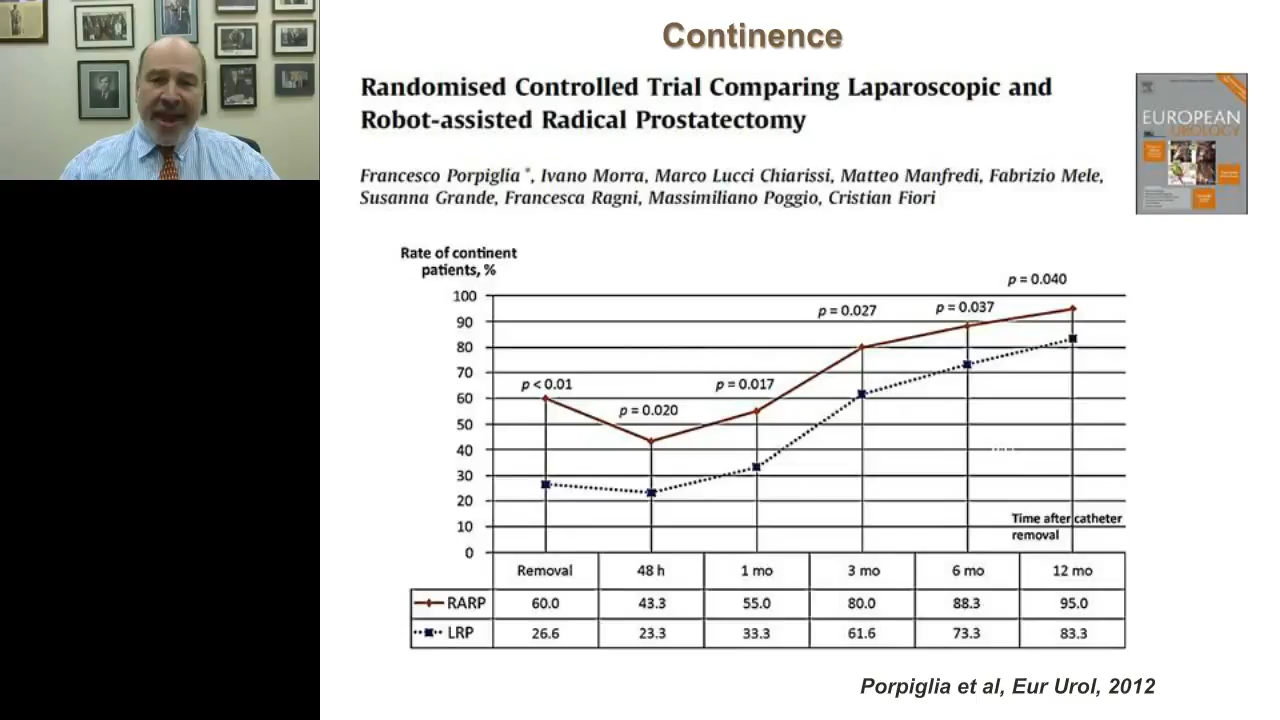 Continence
Randomised Controlled Trial Comparing Laparoscopic and
Robot-assisted Radical Prostatectomy
Francesco Porpiglia *, Ivano Morra, Marco Lucci Chiarissi, Matteo Manfredi, Fabrizio Mele,
Susanna Grande, Francesca Ragni, Massimiliano Poggio, Cristian Fiori
EUROPEAN
UROLOGY
Rate of continent
patients, %
100
90
80
70
60
50
40
30
20
10
0
p < 0.01
p = 0.020
p = 0.017
p = 0.027
p = 0.037
p = 0.040
Time after catheter
removal
Removal 48 h 1 mo 3 mo 6 mo 12 mo
RARP 60.0 43.3 55.0 80.0 88.3 95.0
LRP 26.6 23.3 33.3 61.6 73.3 83.3
Porpiglia et al, Eur Urol, 2012